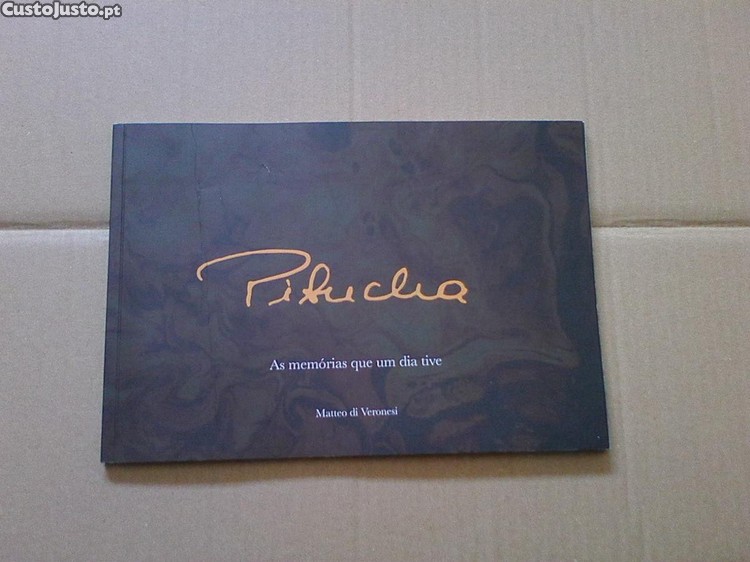 CustoJusto.pt
Pitucha
As memórias que um dia tive
Matteo di Veronesi